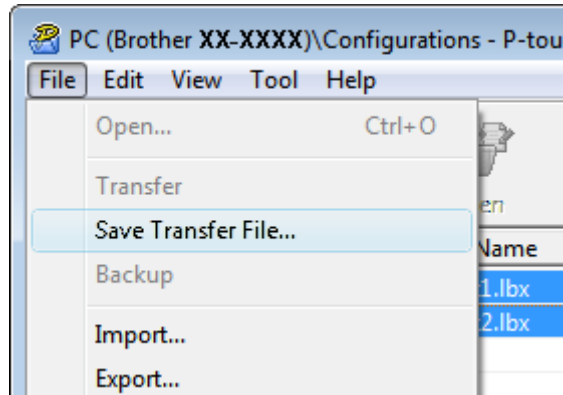 PC (Brother XX-XXXX)\Configurations - P-tou
File Edit View Tool Help
Open... Ctrl+O
Transfer
en
Save Transfer File...
Name
Backup
1.lbx
2.lbx
Import...
Export...